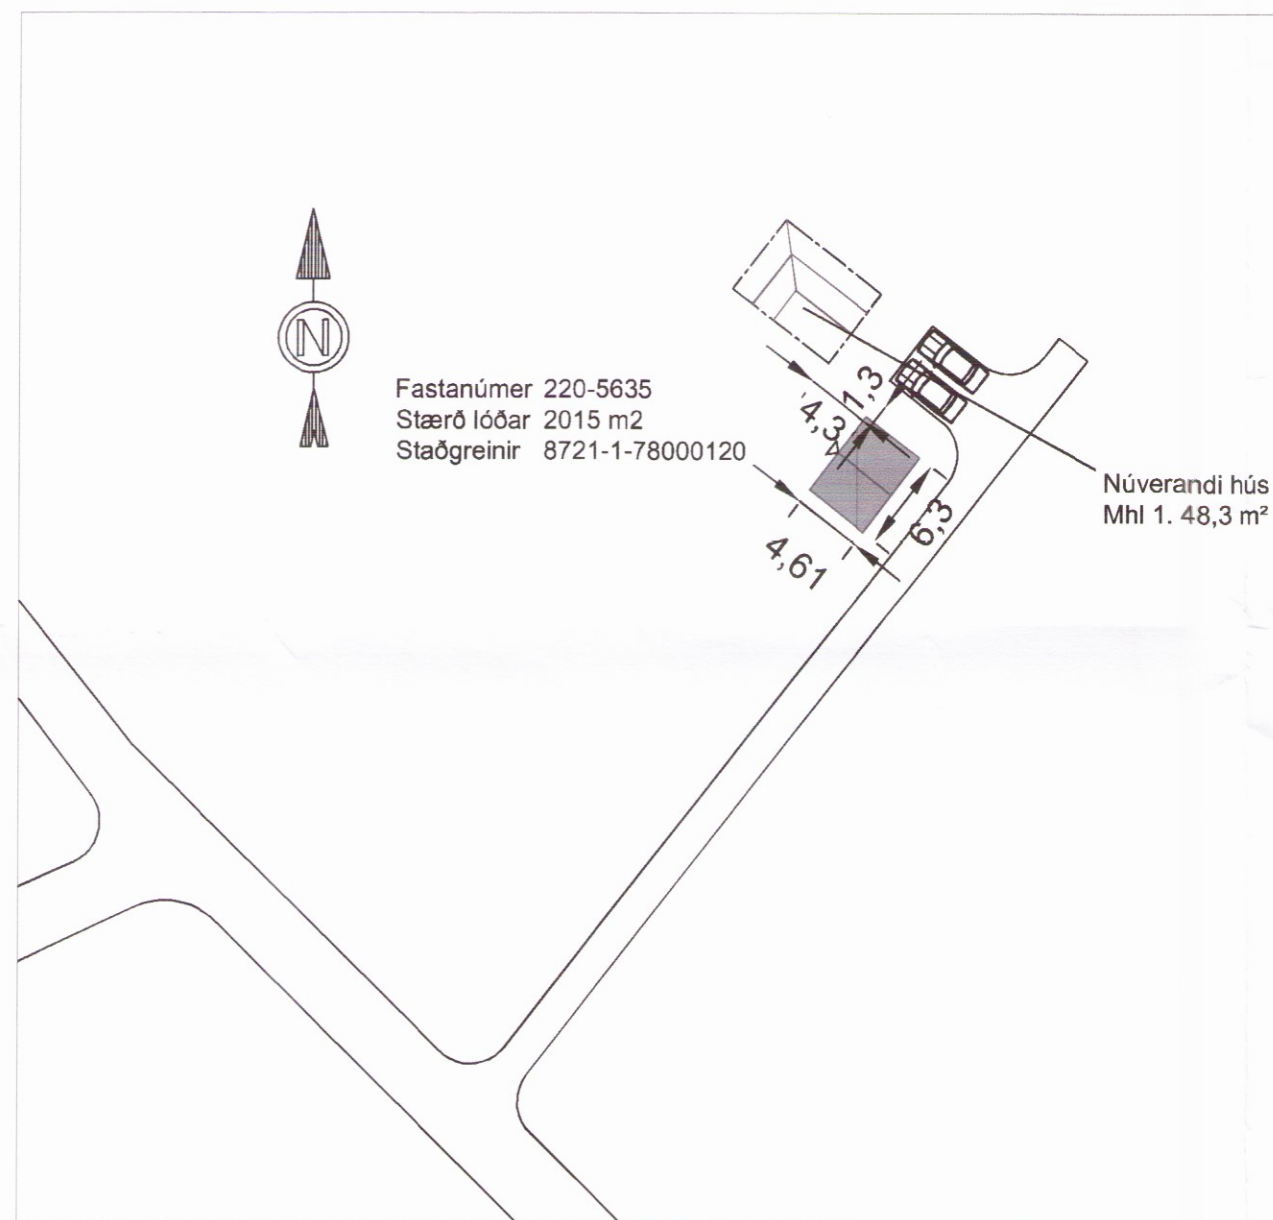 N
Fastanúmer 220-5635
Stærð lóðar 2015 m2
Staðgreinir 8721-1-78000120
1,3
4,3
6,3
4,61
Núverandi hús
Mhl 1. 48,3 m²